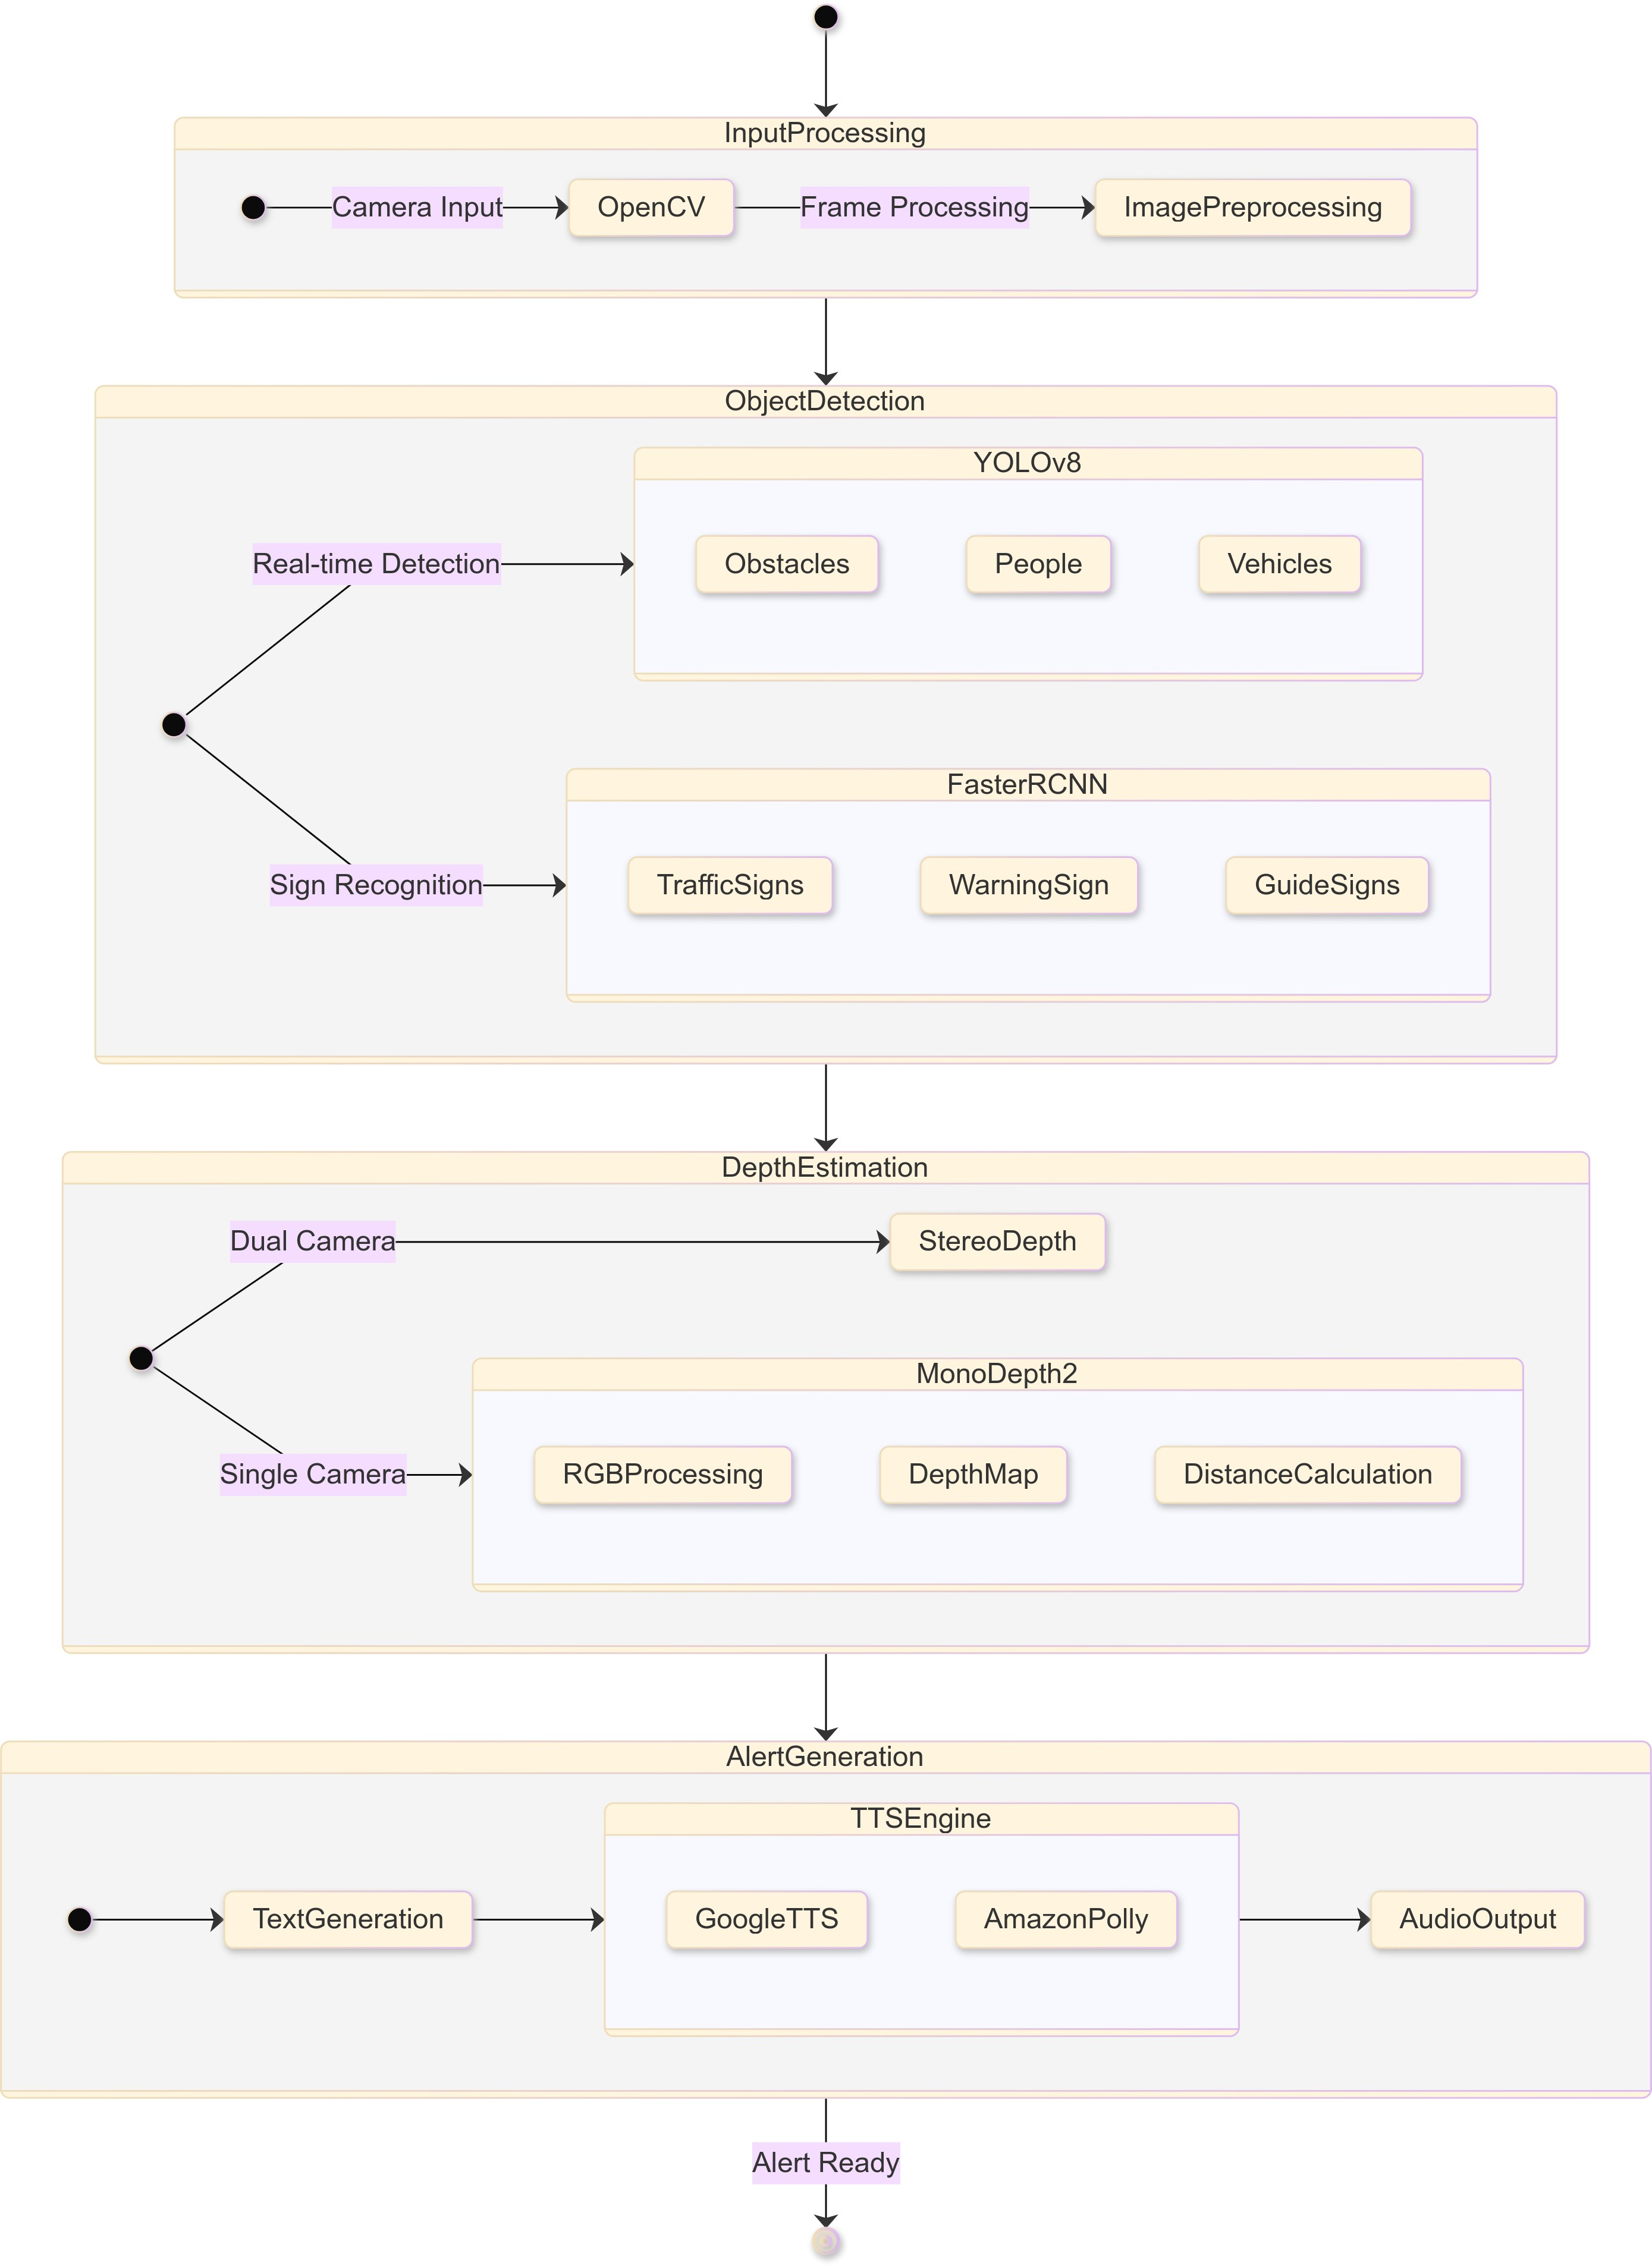 InputProcessing
Camera Input
OpenCV
Frame Processing
ImagePreprocessing
ObjectDetection
YOLOv8
Real-time Detection
Obstacles
People
Vehicles
FasterRCNN
Sign Recognition
TrafficSigns
WarningSign
GuideSigns
DepthEstimation
Dual Camera
StereoDepth
MonoDepth2
Single Camera
RGBProcessing
DepthMap
DistanceCalculation
AlertGeneration
TTSEngine
TextGeneration
GoogleTTS
AmazonPolly
AudioOutput
Alert Ready